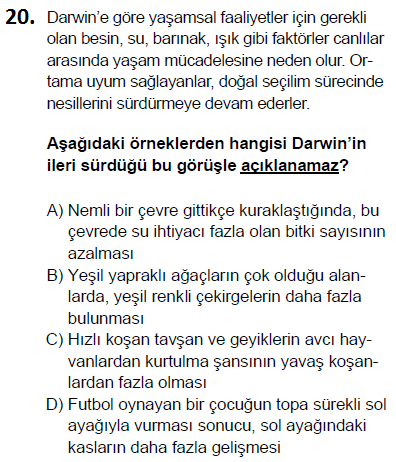 20. Darwin'e göre yaşamsal faaliyetler için gerekli
olan besin, su, barınak, ışık gibi faktörler canlılar
arasında yaşam mücadelesine neden olur. Or-
tama uyum sağlayanlar, doğal seçilim sürecinde
nesillerini sürdürmeye devam ederler.
Aşağıdaki örneklerden hangisi Darwin'in
ileri sürdüğü bu görüşle açıklanamaz?
A) Nemli bir çevre gittikçe kuraklaştığında, bu
çevrede su ihtiyacı fazla olan bitki sayısının
azalması
B) Yeşil yapraklı ağaçların çok olduğu alan-
larda, yeşil renkli çekirgelerin daha fazla
bulunması
C) Hızlı koşan tavşan ve geyiklerin avcı hay-
vanlardan kurtulma şansının yavaş koşan-
lardan fazla olması
D) Futbol oynayan bir çocuğun topa sürekli sol
ayağıyla vurması sonucu, sol ayağındaki
kasların daha fazla gelişmesi